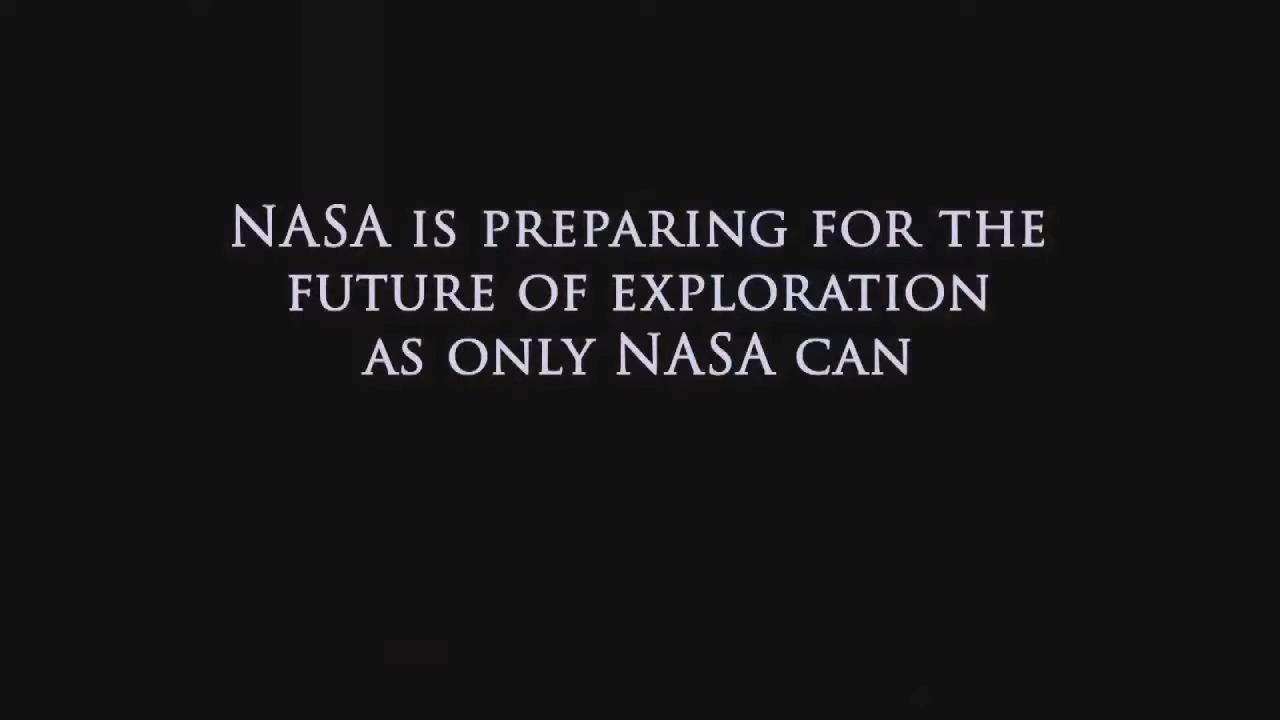 NASA is preparing for the
future of exploration
as only NASA can